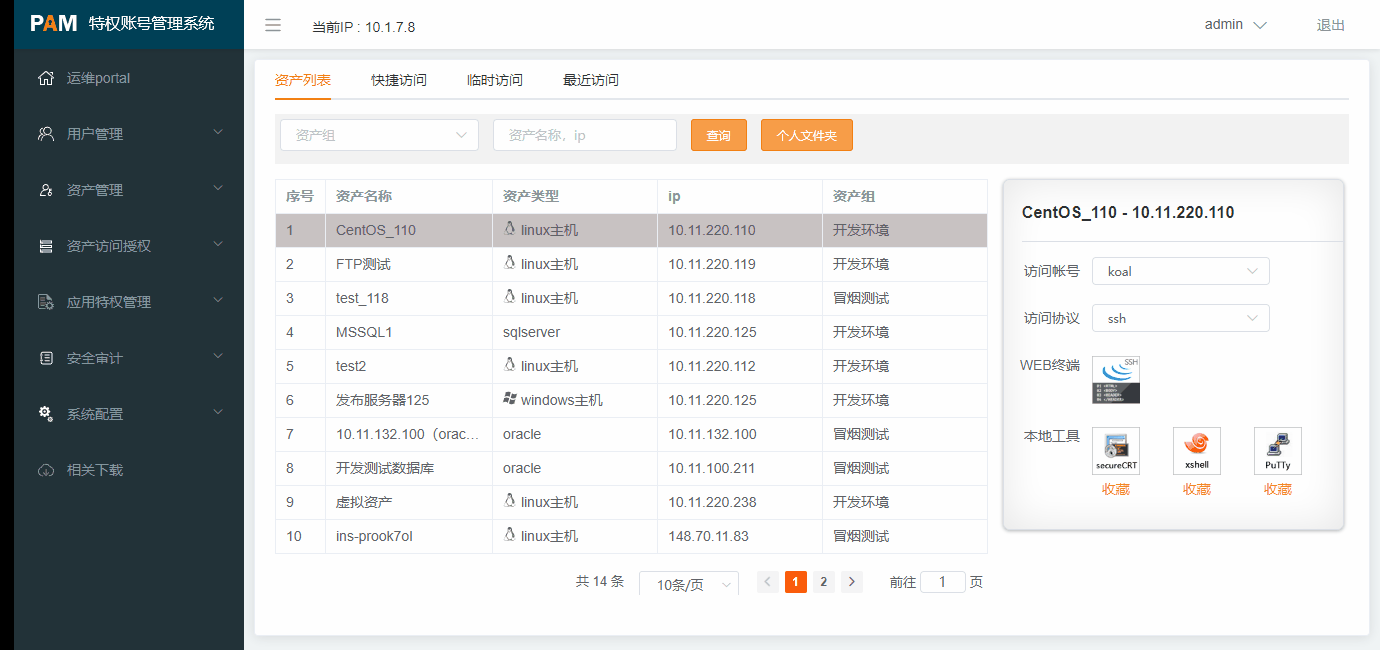 PAM 特权账号管理系统
当前IP : 10.1.7.8
admin
退出
运维portal
用户管理
资产管理
资产访问授权
应用特权管理
安全审计
系统配置
相关下载
资产列表 快捷访问 临时访问 最近访问
资产组 资产名称, ip 查询 个人文件夹
序号 资产名称 资产类型 ip 资产组
1 CentOS_110 linux主机 10.11.220.110 开发环境
2 FTP测试 linux主机 10.11.220.119 开发环境
3 test_118 linux主机 10.11.220.118 冒烟测试
4 MSSQL1 sqlserver 10.11.220.125 开发环境
5 test2 linux主机 10.11.220.112 开发环境
6 发布服务器125 windows主机 10.11.220.125 开发环境
7 10.11.132.100（orac... oracle 10.11.132.100 冒烟测试
8 开发测试数据库 oracle 10.11.100.211 冒烟测试
9 虚拟资产 linux主机 10.11.220.238 开发环境
10 ins-prook7ol linux主机 148.70.11.83 冒烟测试
共 14 条 10条/页 1 2 前往 1 页
CentOS_110 - 10.11.220.110
访问帐号 koal
访问协议 ssh
WEB终端 SSH
本地工具 secureCRT xshell PuTTy
收藏 收藏 收藏